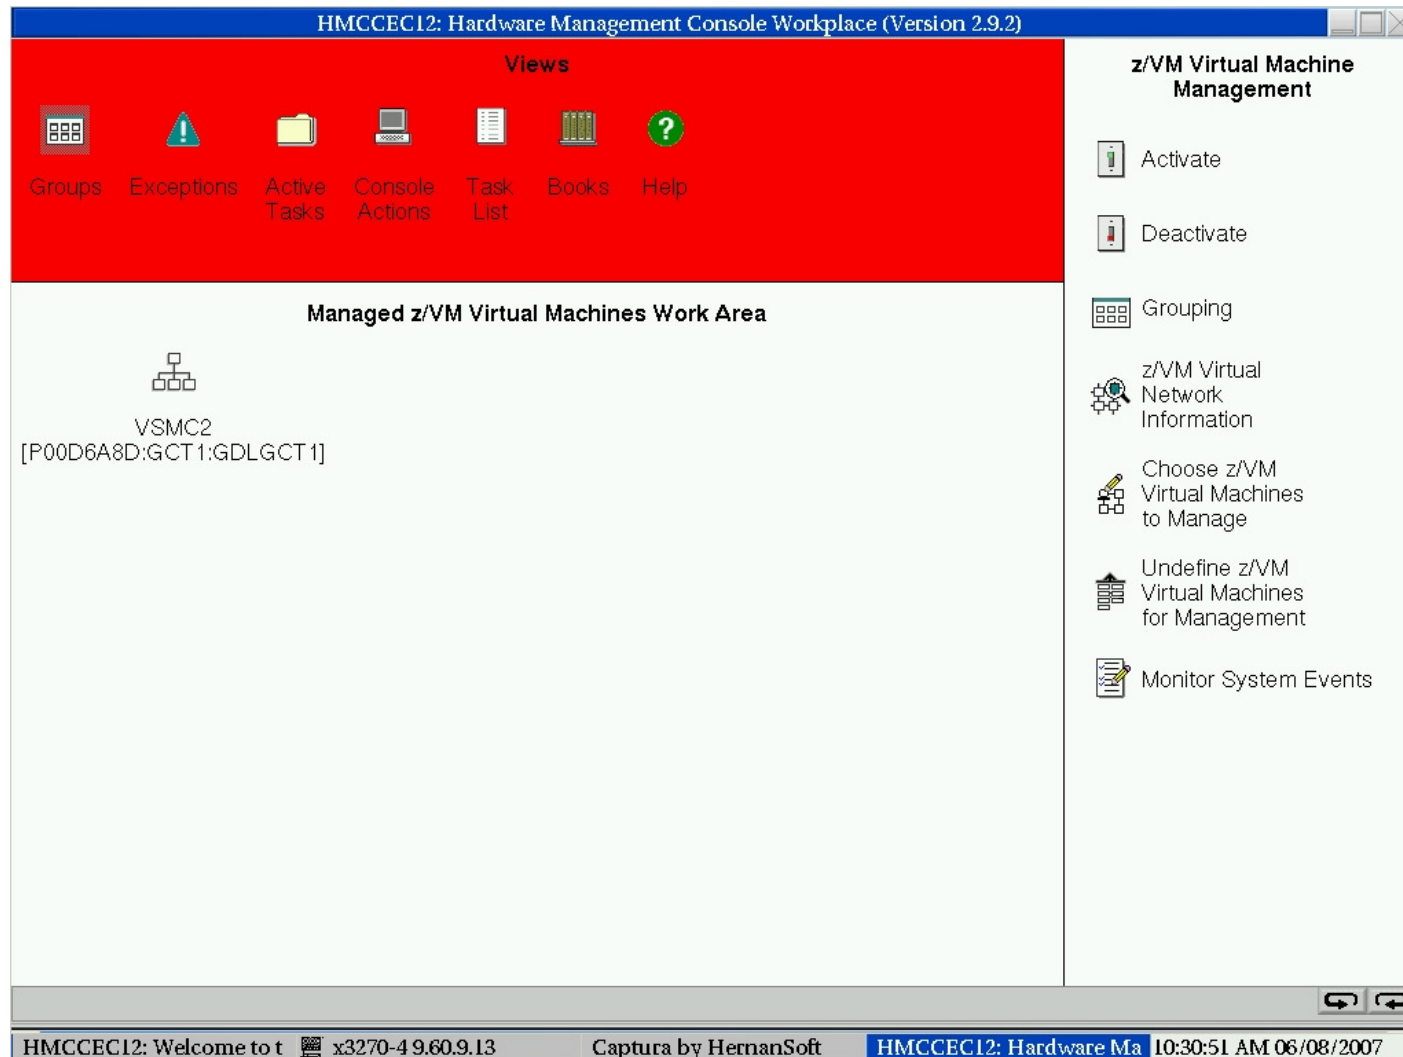 HMCCEC12: Hardware Management Console Workplace (Version 2.9.2)
Views
Groups
Exceptions
Active
Tasks
Console
Actions
Task
List
Books
Help
Managed z/VM Virtual Machines Work Area
VSMC2
[P00D6A8D:GCT1:GDLGCT1]
z/VM Virtual Machine
Management
Activate
Deactivate
Grouping
z/VM Virtual
Network
Information
Choose z/VM
Virtual Machines
to Manage
Undefine z/VM
Virtual Machines
for Management
Monitor System Events
HMCCEC12: Welcome to t
x3270-4 9.60.9.13
Captura by HernanSoft
HMCCEC12: Hardware Ma
10:30:51 AM 06/08/2007